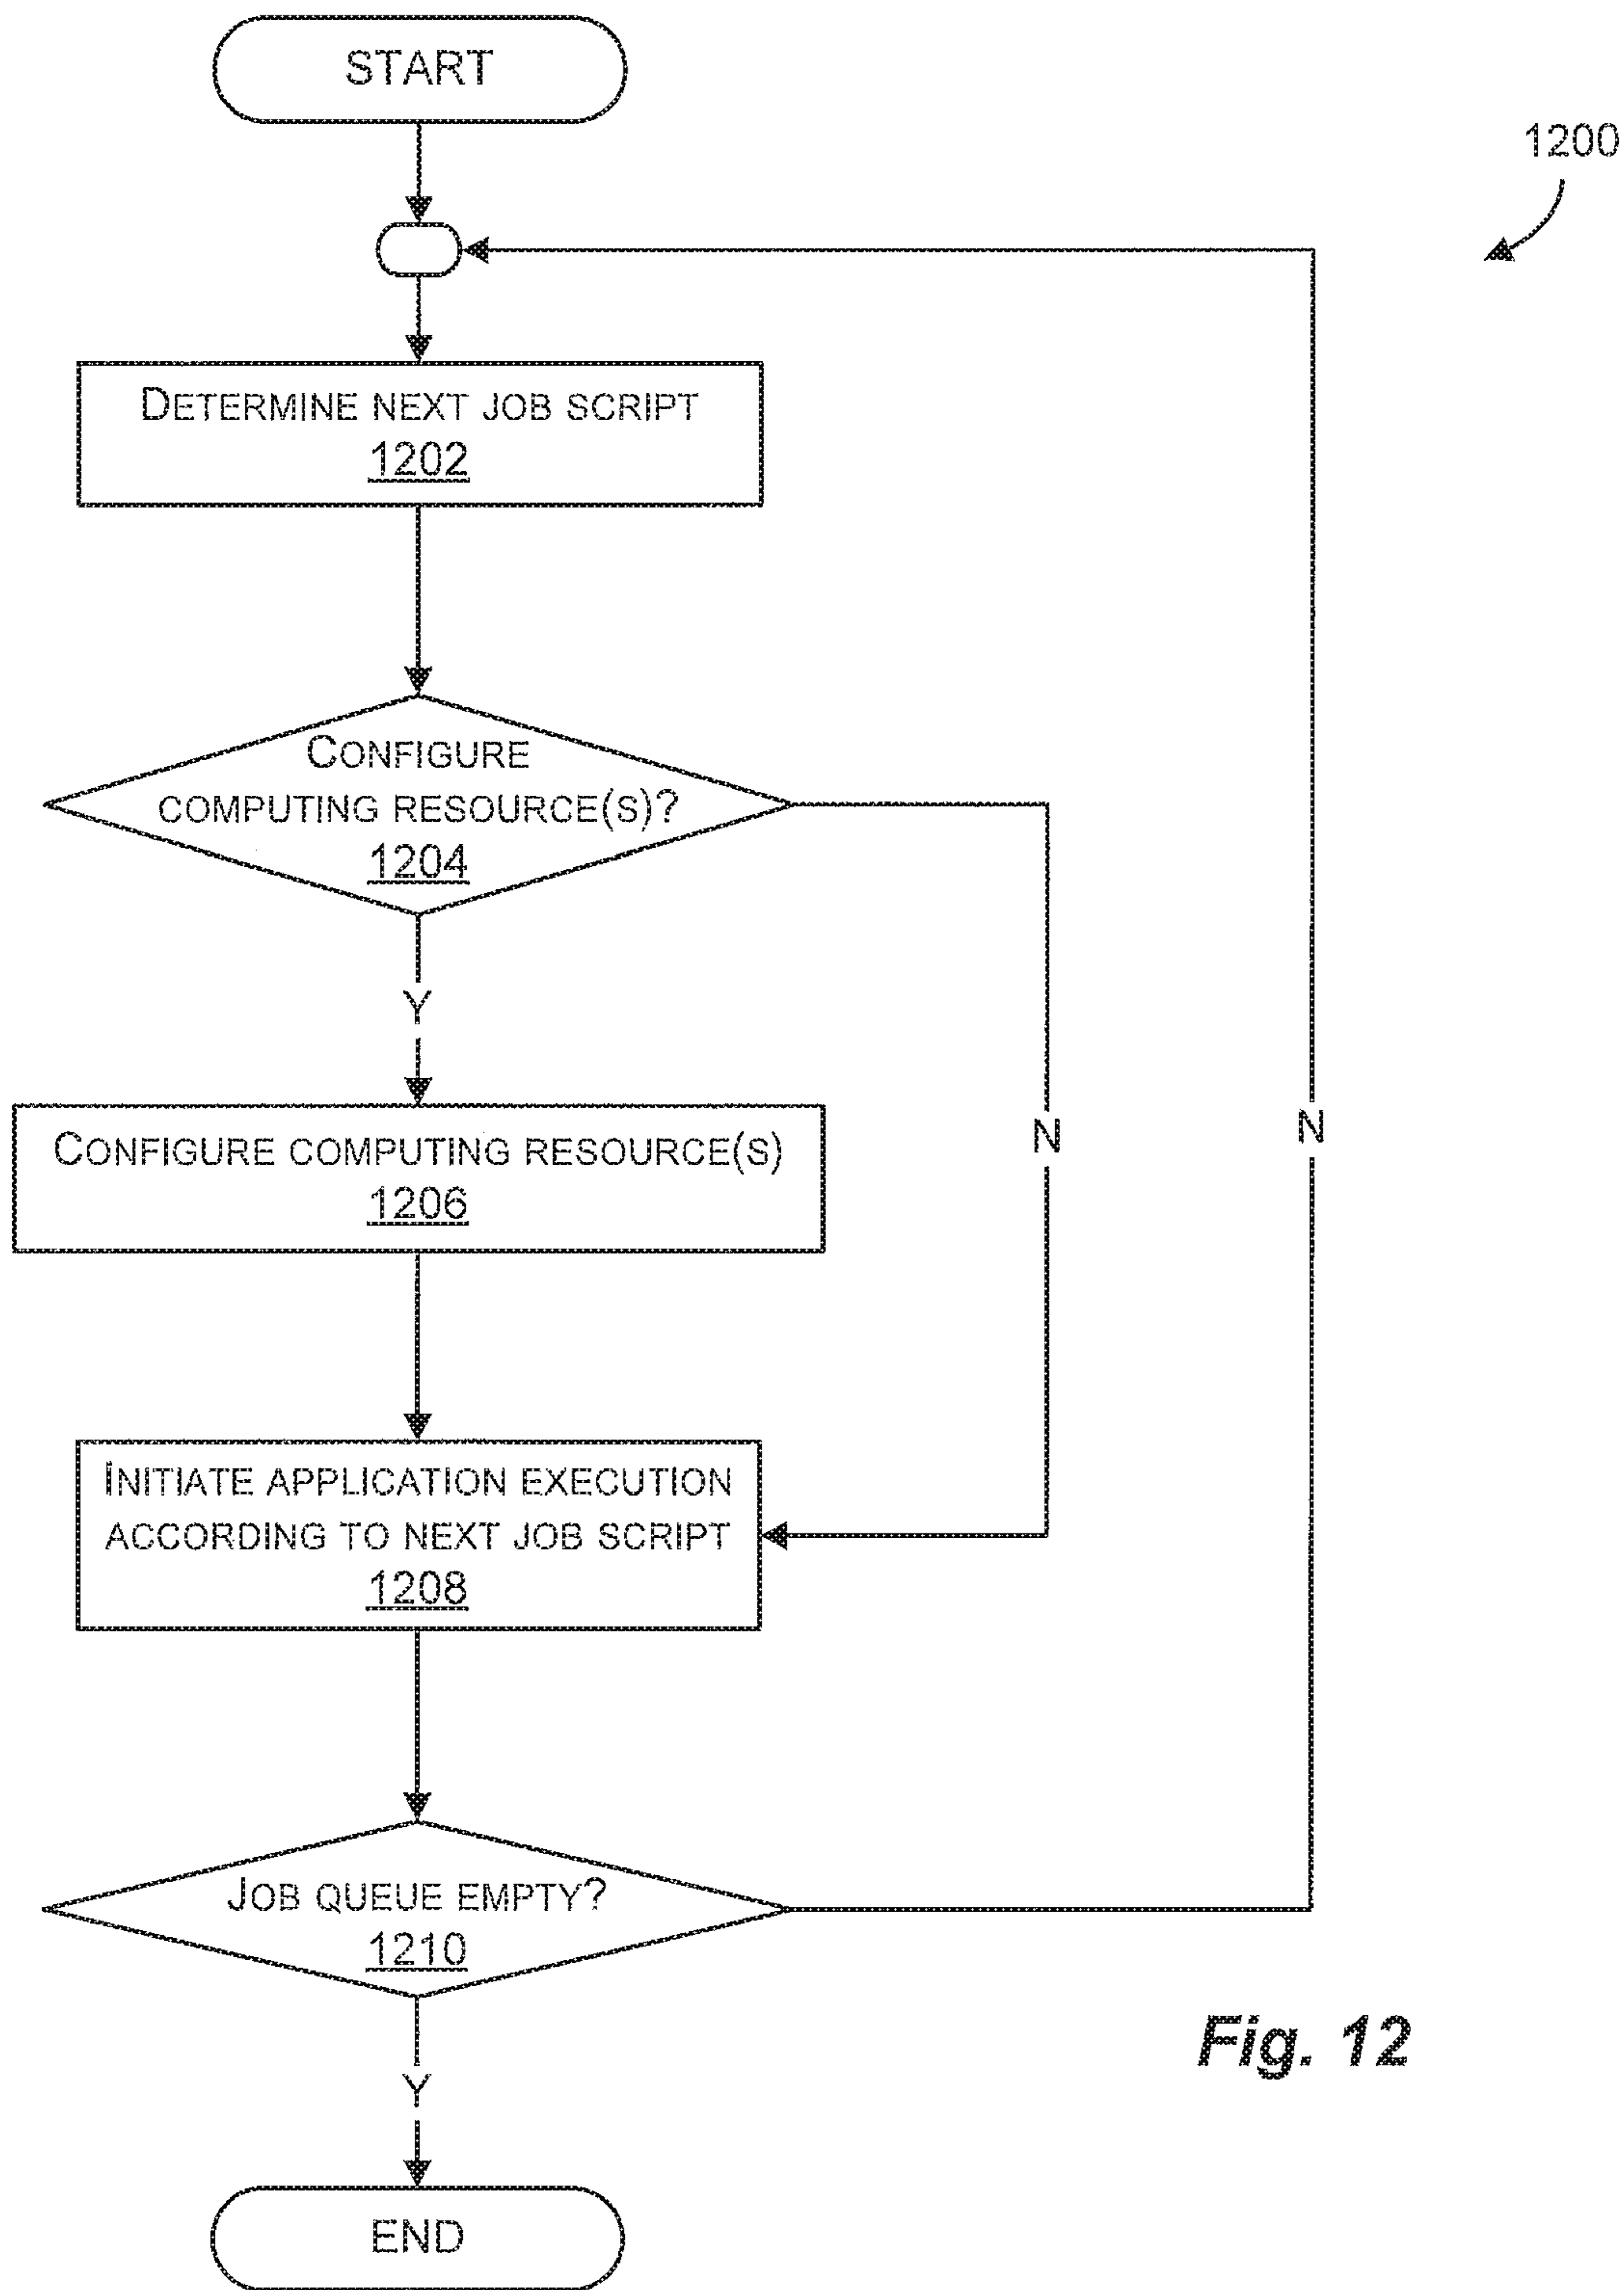 START
1200
DETERMINE NEXT JOB SCRIPT
1202
CONFIGURE
COMPUTING RESOURCE(S)?
1204
Y
CONFIGURE COMPUTING RESOURCE(S)
1206
N
N
INITIATE APPLICATION EXECUTION
ACCORDING TO NEXT JOB SCRIPT
1208
JOB QUEUE EMPTY?
1210
Fig. 12
Y
END